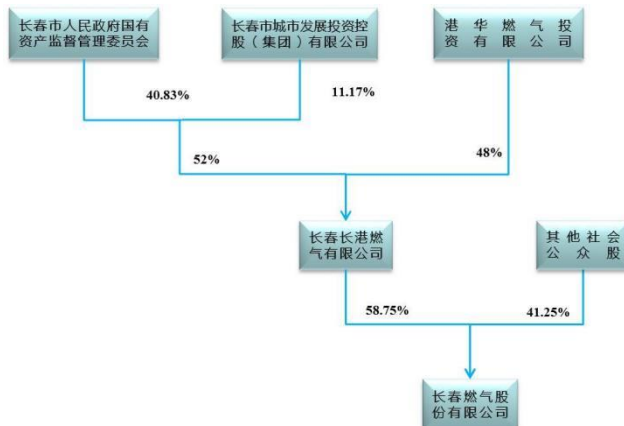 长春市人民政府国有
资产监督管理委员会
长春市城市发展投资控
股（集团）有限公司
港华燃气投
资有限公司
40.83%
11.17%
52%
48%
长春长港燃
气有限公司
其他社会
公众股
58.75%
41.25%
长春燃气股
份有限公司